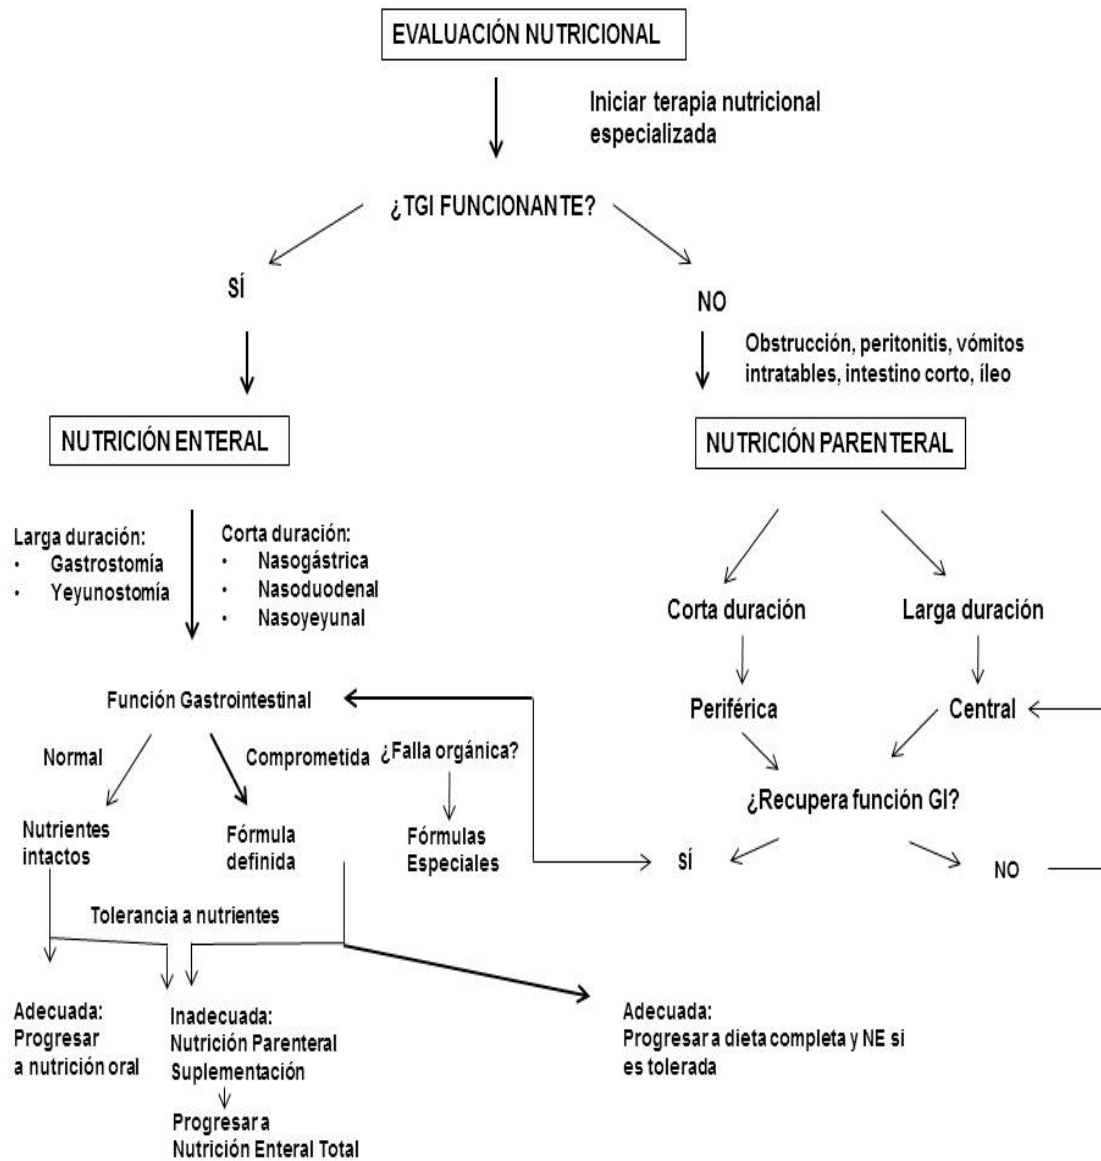 EVALUACIÓN NUTRICIONAL
Iniciar terapia nutricional
especializada
¿TGI FUNCIONANTE?
SÍ
NO
Obstrucción, peritonitis, vómitos
intratables, intestino corto, íleo
NUTRICIÓN ENTERAL
NUTRICIÓN PARENTERAL
Larga duración:
• Gastrostomía
• Yeyunostomía
Corta duración:
• Nasogástrica
• Nasoduodenal
• Nasoyeyunal
Corta duración
Larga duración
Periférica
Central
Función Gastrointestinal
Normal
Comprometida
¿Falla orgánica?
¿Recupera función GI?
Nutrientes
intactos
Fórmula
definida
Fórmulas
Especiales
SÍ
NO
Tolerancia a nutrientes
Adecuada:
Progresar
a nutrición oral
Inadecuada:
Nutrición Parenteral
Suplementación
Progresar a
Nutrición Enteral Total
Adecuada:
Progresar a dieta completa y NE si
es tolerada